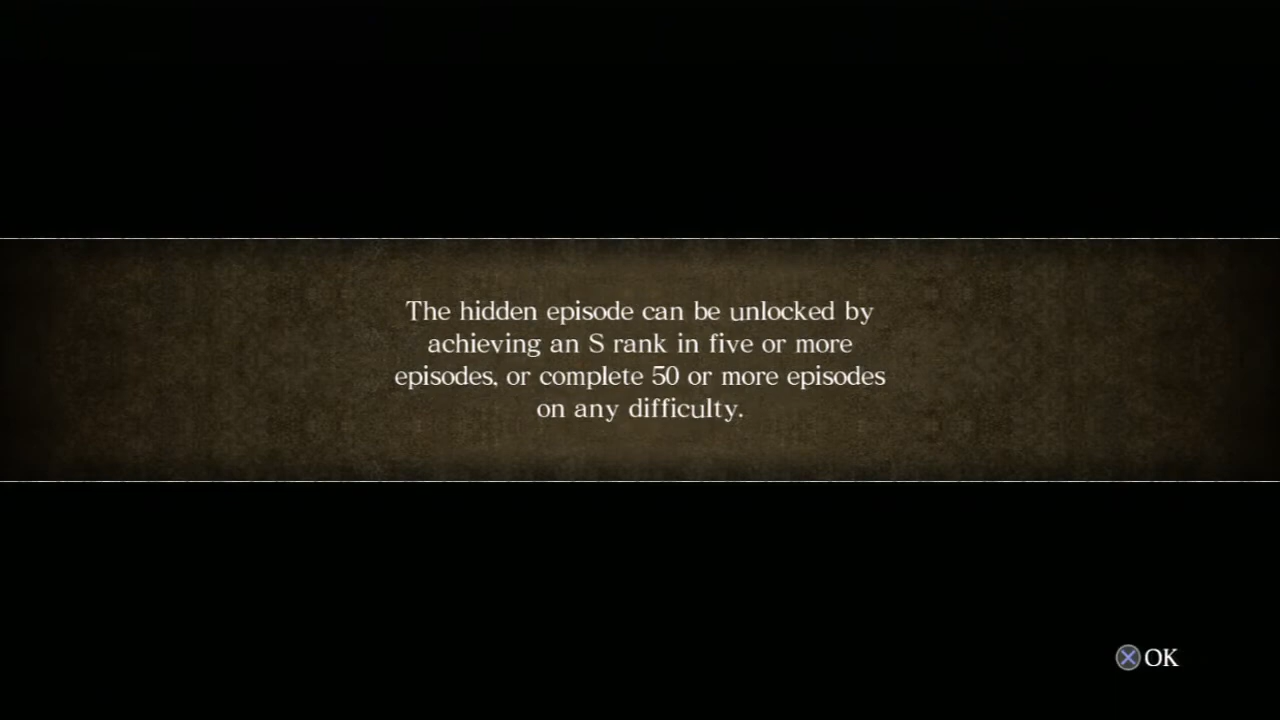 The hidden episode can be unlocked by
achieving an S rank in five or more
episodes, or complete 50 or more episodes
on any difficulty.
OK